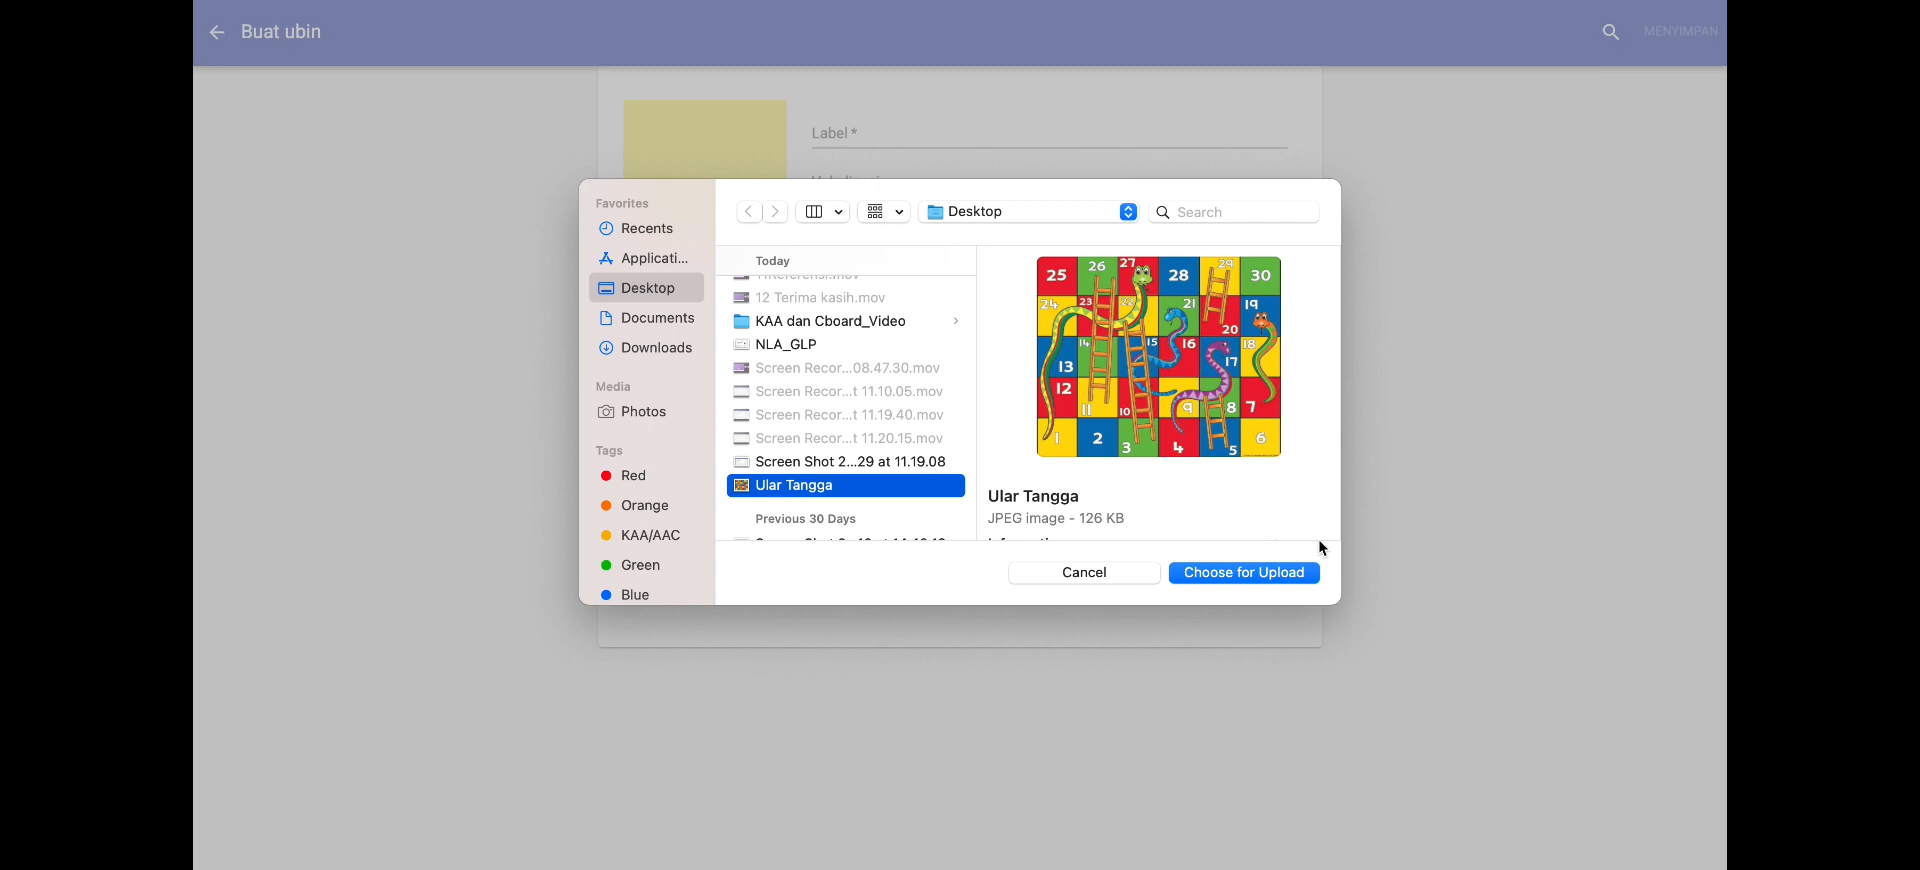 Buat ubin
MENYIMPAN
Label *
Favorites
Recents
Applicati...
Desktop
Documents
Downloads
Media
Photos
Tags
Red
Orange
KAA/AAC
Green
Blue
Desktop
Search
Today
12 Terima kasih.mov
KAA dan Cboard_Video
NLA_GLP
Screen Recor...08.47.30.mov
Screen Recor...t 11.10.05.mov
Screen Recor...t 11.19.40.mov
Screen Recor...t 11.20.15.mov
Screen Shot 2...29 at 11.19.08
Ular Tangga
Previous 30 Days
25 26 27 28 29 30
24 23 22 21 20 19
13 14 15 16 17 18
12 11 10 9 8 7
1 2 3 4 5 6
Ular Tangga
JPEG image - 126 KB
Cancel
Choose for Upload